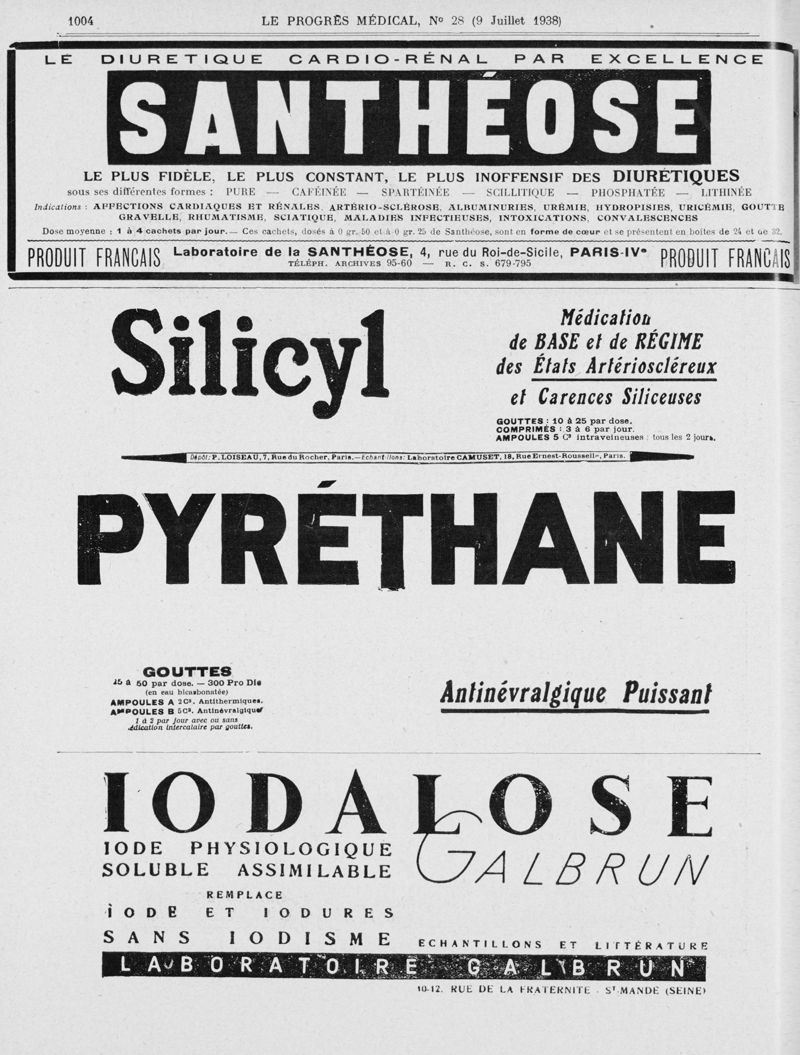 1004
LE PROGRÈS MÉDICAL, Nº 28 (9 Juillet 1938)
LE DIURETIQUE CARDIO-RÉNAL PAR EXCELLENCE
SANTHÉOSE
LE PLUS FIDÈLE, LE PLUS CONSTANT, LE PLUS INOFFENSIF DES DIURÉTIQUES
sous ses différentes formes : PURE — CAFÉINÉE — SPARTÉINÉE — SCILLITIQUE — PHOSPHATÉE — LITHINÉE
Indications : AFFECTIONS CARDIAQUES ET RÉNALES, ARTÉRIO-SCLÉROSE, ALBUMINURIES, URÉMIE, HYDROPISIES, URICÉMIE, GOUTTE
GRAVELLE, RHUMATISME, SCIATIQUE, MALADIES INFECTIEUSES, INTOXICATIONS, CONVALESCENCES
Dose moyenne : 1 à 4 cachets par jour. — Ces cachets, dosés à 0 gr. 50 et à 0 gr. 25 de Santhéose, sont en forme de cœur et se présentent en boîtes de 24 et de 32.
PRODUIT FRANÇAIS Laboratoire de la SANTHÉOSE, 4, rue du Roi-de-Sicile, PARIS-IVe PRODUIT FRANÇAIS
TÉLÉPH. ARCHIVES 95-60 — R. C. S. 679-795
Silicyl
Médication
de BASE et de RÉGIME
des États Artérioscléreux
et Carences Siliceuses
GOUTTES : 10 à 25 par dose.
COMPRIMÉS : 3 à 6 par jour.
AMPOULES 5 Cᶟ intraveineuses : tous les 2 jours.
Dépôt: P. LOISEAU, 7, Rue du Rocher, Paris. — Echantillons: Laboratoire CAMUSET, 18, Rue Ernest-Rousselle, Paris.
PYRÉTHANE
GOUTTES
25 à 50 par dose. — 300 Pro Die
(en eau bicarbonatée)
AMPOULES A 2Cᶟ. Antithermiques.
AMPOULES B 5Cᶟ. Antinévralgiques
1 à 2 par jour avec ou sans
médication intercalaire par gouttes.
Antinévralgique Puissant
IODALOSE
GALBRUN
IODE PHYSIOLOGIQUE
SOLUBLE ASSIMILABLE
REMPLACE
IODE ET IODURES
SANS IODISME
ECHANTILLONS ET LITTÉRATURE
LABORATOIRE GALBRUN
10-12, RUE DE LA FRATERNITE - ST MANDÉ (SEINE)